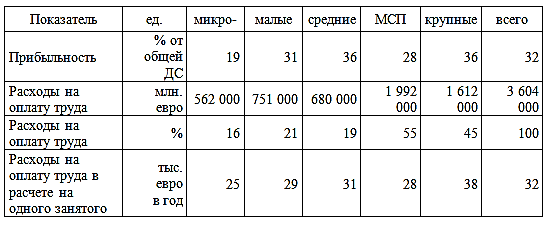 Показатель ед. микро- малые средние МСП крупные всего
Прибыльность % от общей ДС 19 31 36 28 36 32
Расходы на оплату труда млн. евро 562 000 751 000 680 000 1 992 000 1 612 000 3 604 000
Расходы на оплату труда % 16 21 19 55 45 100
Расходы на оплату труда в расчете на одного занятого тыс. евро в год 25 29 31 28 38 32